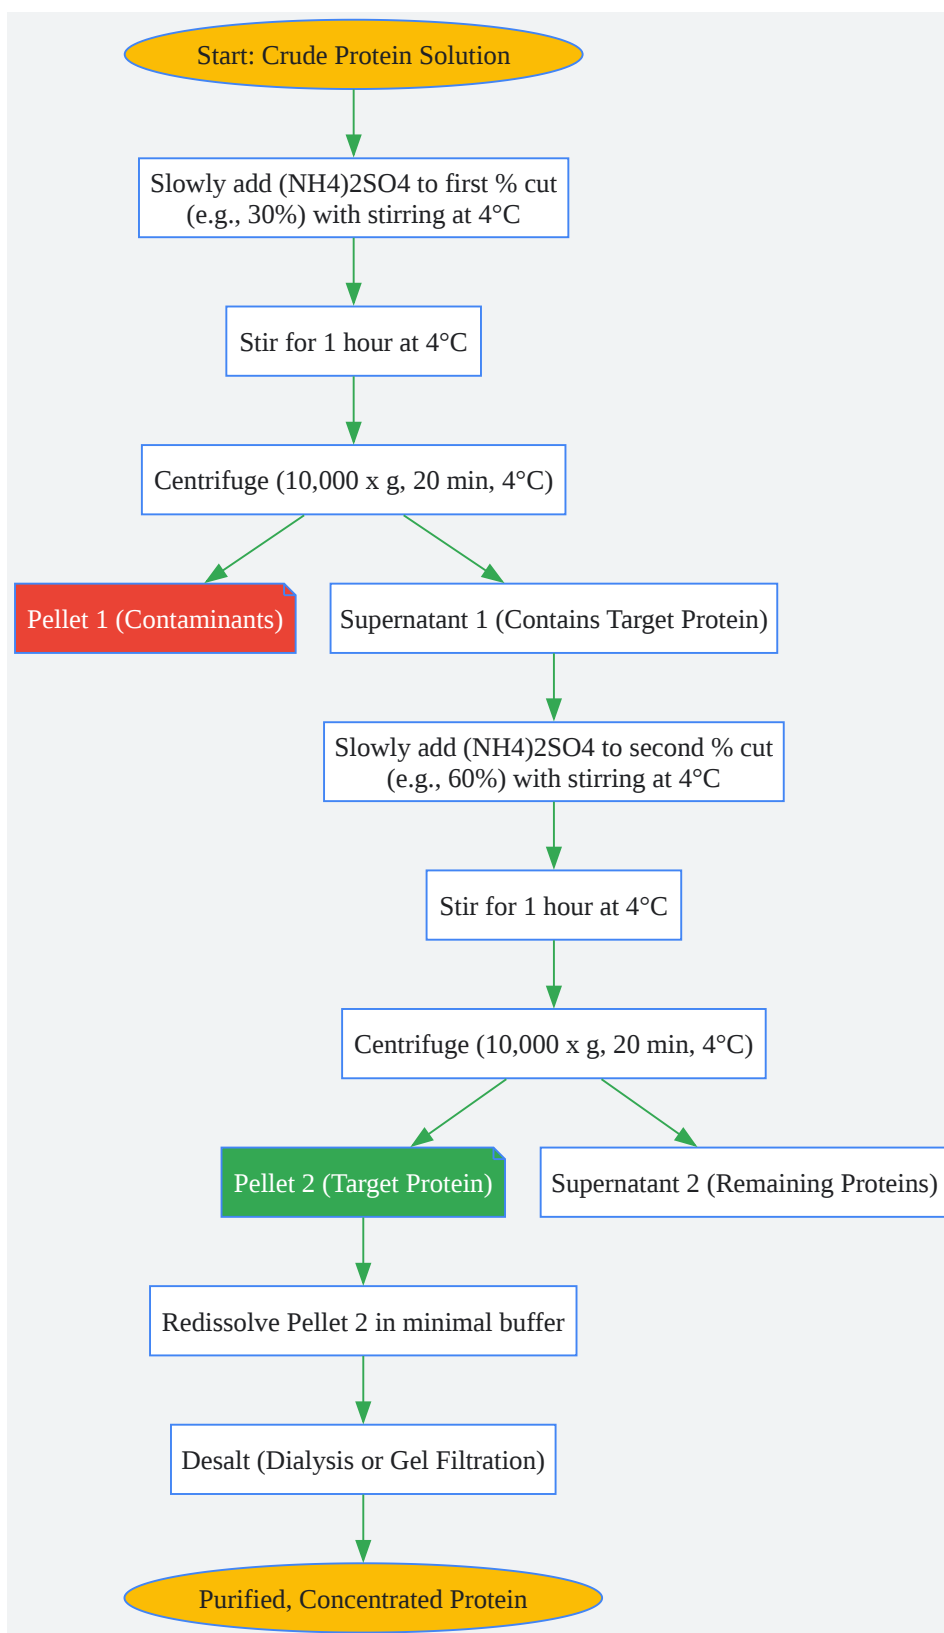 Start: Crude Protein Solution
Slowly add (NH4)2SO4 to first % cut
(e.g., 30%) with stirring at 4°C
Stir for 1 hour at 4°C
Centrifuge (10,000 x g, 20 min, 4°C)
Pellet 1 (Contaminants)
Supernatant 1 (Contains Target Protein)
Slowly add (NH4)2SO4 to second % cut
(e.g., 60%) with stirring at 4°C
Stir for 1 hour at 4°C
Centrifuge (10,000 x g, 20 min, 4°C)
Pellet 2 (Target Protein)
Supernatant 2 (Remaining Proteins)
Redissolve Pellet 2 in minimal buffer
Desalt (Dialysis or Gel Filtration)
Purified, Concentrated Protein